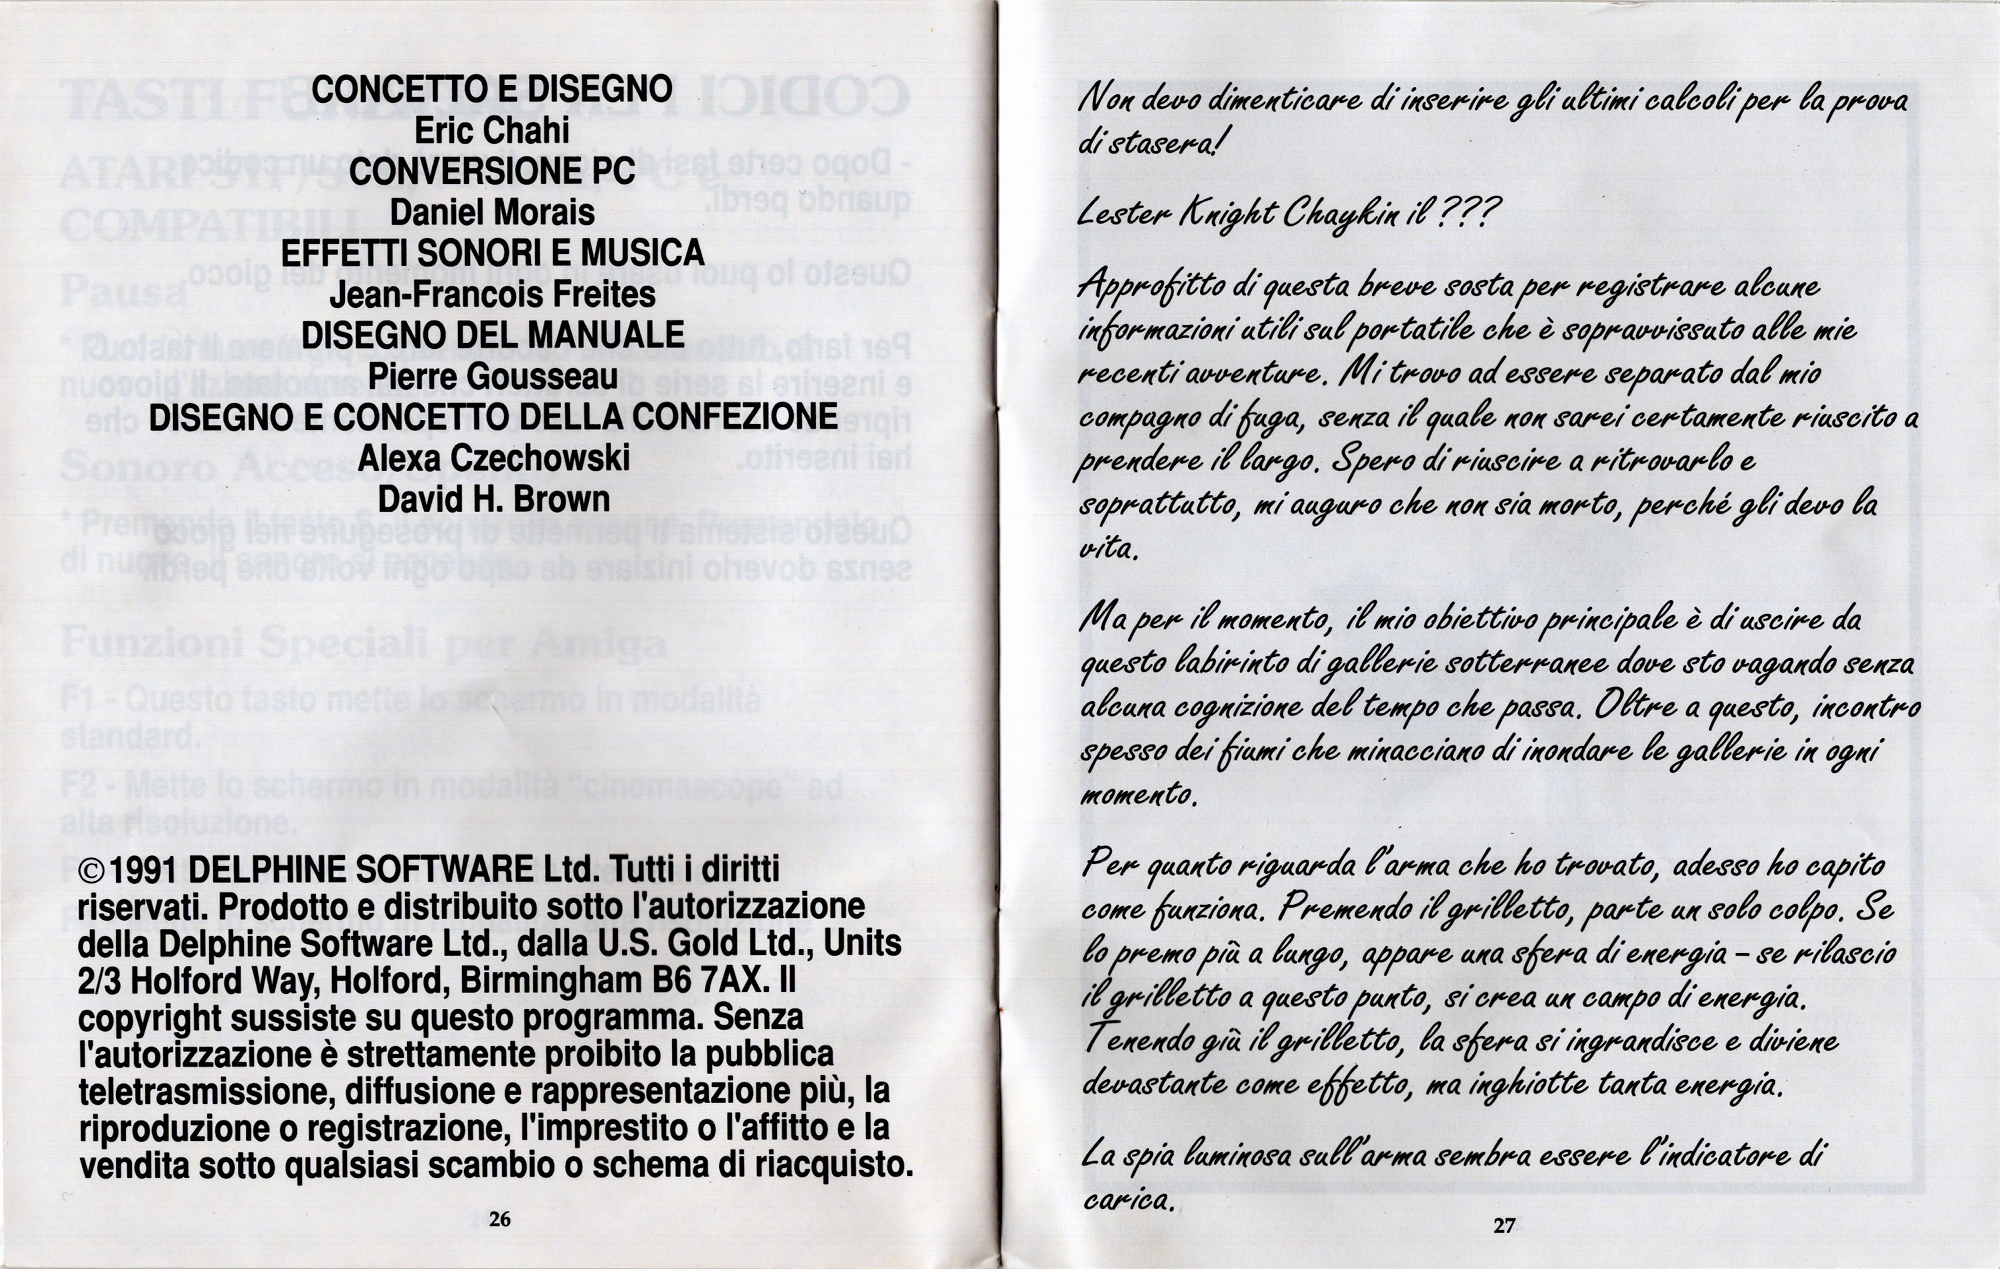 CONCETTO E DISEGNO
Eric Chahi
CONVERSIONE PC
Daniel Morais
EFFETTI SONORI E MUSICA
Jean-Francois Freites
DISEGNO DEL MANUALE
Pierre Gousseau
DISEGNO E CONCETTO DELLA CONFEZIONE
Alexa Czechowski
David H. Brown
©1991 DELPHINE SOFTWARE Ltd. Tutti i diritti
riservati. Prodotto e distribuito sotto l'autorizzazione
della Delphine Software Ltd., dalla U.S. Gold Ltd., Units
2/3 Holford Way, Holford, Birmingham B6 7AX. Il
copyright sussiste su questo programma. Senza
l'autorizzazione è strettamente proibito la pubblica
teletrasmissione, diffusione e rappresentazione più, la
riproduzione o registrazione, l'imprestito o l'affitto e la
vendita sotto qualsiasi scambio o schema di riacquisto.
26
Non devo dimenticare di inserire gli ultimi calcoli per la prova
di stasera!
Lester Knight Chaykin il ???
Approfitto di questa breve sosta per registrare alcune
informazioni utili sul portatile che è sopravvissuto alle mie
recenti avventure. Mi trovo ad essere separato dal mio
compagno di fuga, senza il quale non sarei certamente riuscito a
prendere il largo. Spero di riuscire a ritrovarlo e
soprattutto, mi auguro che non sia morto, perché gli devo la
vita.
Ma per il momento, il mio obiettivo principale è di uscire da
questo labirinto di gallerie sotterranee dove sto vagando senza
alcuna cognizione del tempo che passa. Oltre a questo, incontro
spesso dei fiumi che minacciano di inondare le gallerie in ogni
momento.
Per quanto riguarda l'arma che ho trovato, adesso ho capito
come funziona. Premendo il grilletto, parte un solo colpo. Se
lo premo più a lungo, appare una sfera di energia – se rilascio
il grilletto a questo punto, si crea un campo di energia.
Tenendo giù il grilletto, la sfera si ingrandisce e diviene
devastante come effetto, ma inghiotte tanta energia.
La spia luminosa sull'arma sembra essere l'indicatore di
carica.
27